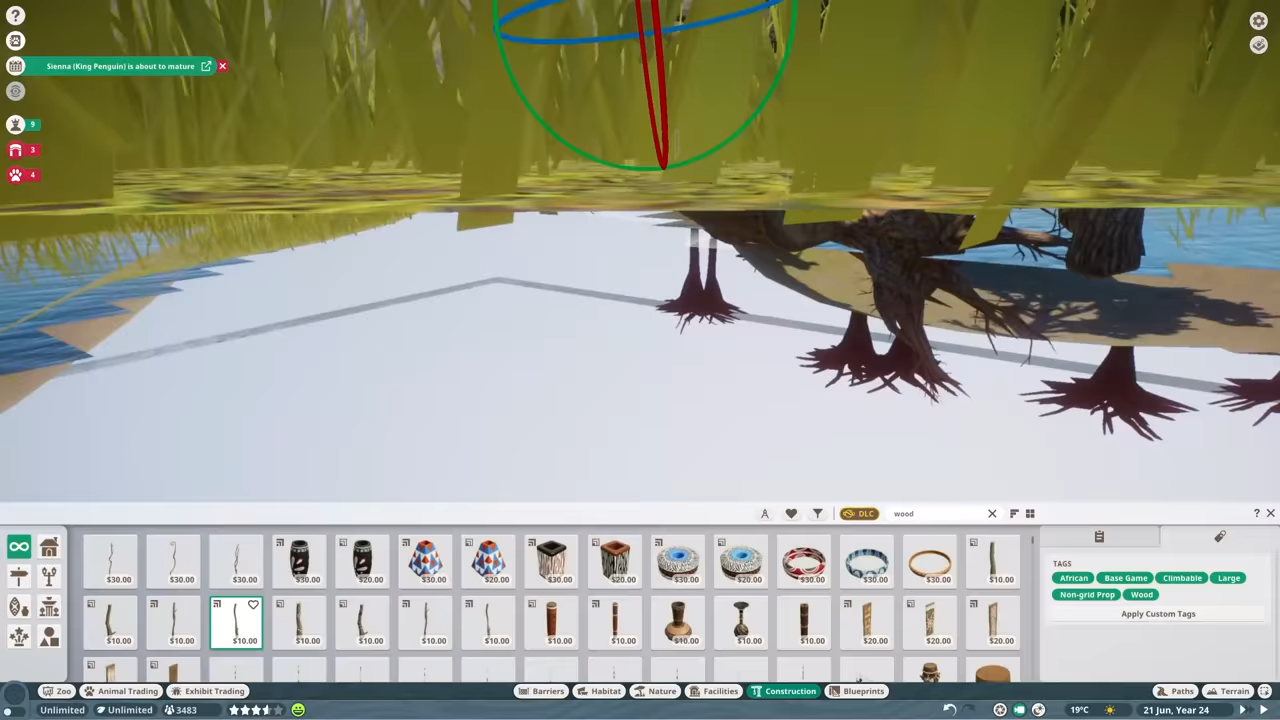 ?
Sienna (King Penguin) is about to mature
9
3
4
DLC
wood
?
$30.00 $30.00 $30.00 $30.00 $20.00 $30.00 $20.00 $30.00 $20.00 $30.00 $20.00 $30.00 $30.00 $30.00 $10.00
$10.00 $10.00 $10.00 $10.00 $10.00 $10.00 $10.00 $10.00 $10.00 $10.00 $10.00 $10.00 $20.00 $20.00 $20.00
TAGS
African Base Game Climbable Large
Non-grid Prop Wood
Apply Custom Tags
Zoo Animal Trading Exhibit Trading Barriers Habitat Nature Facilities Construction Blueprints Paths Terrain
Unlimited Unlimited 3483 19°C 21 Jun, Year 24